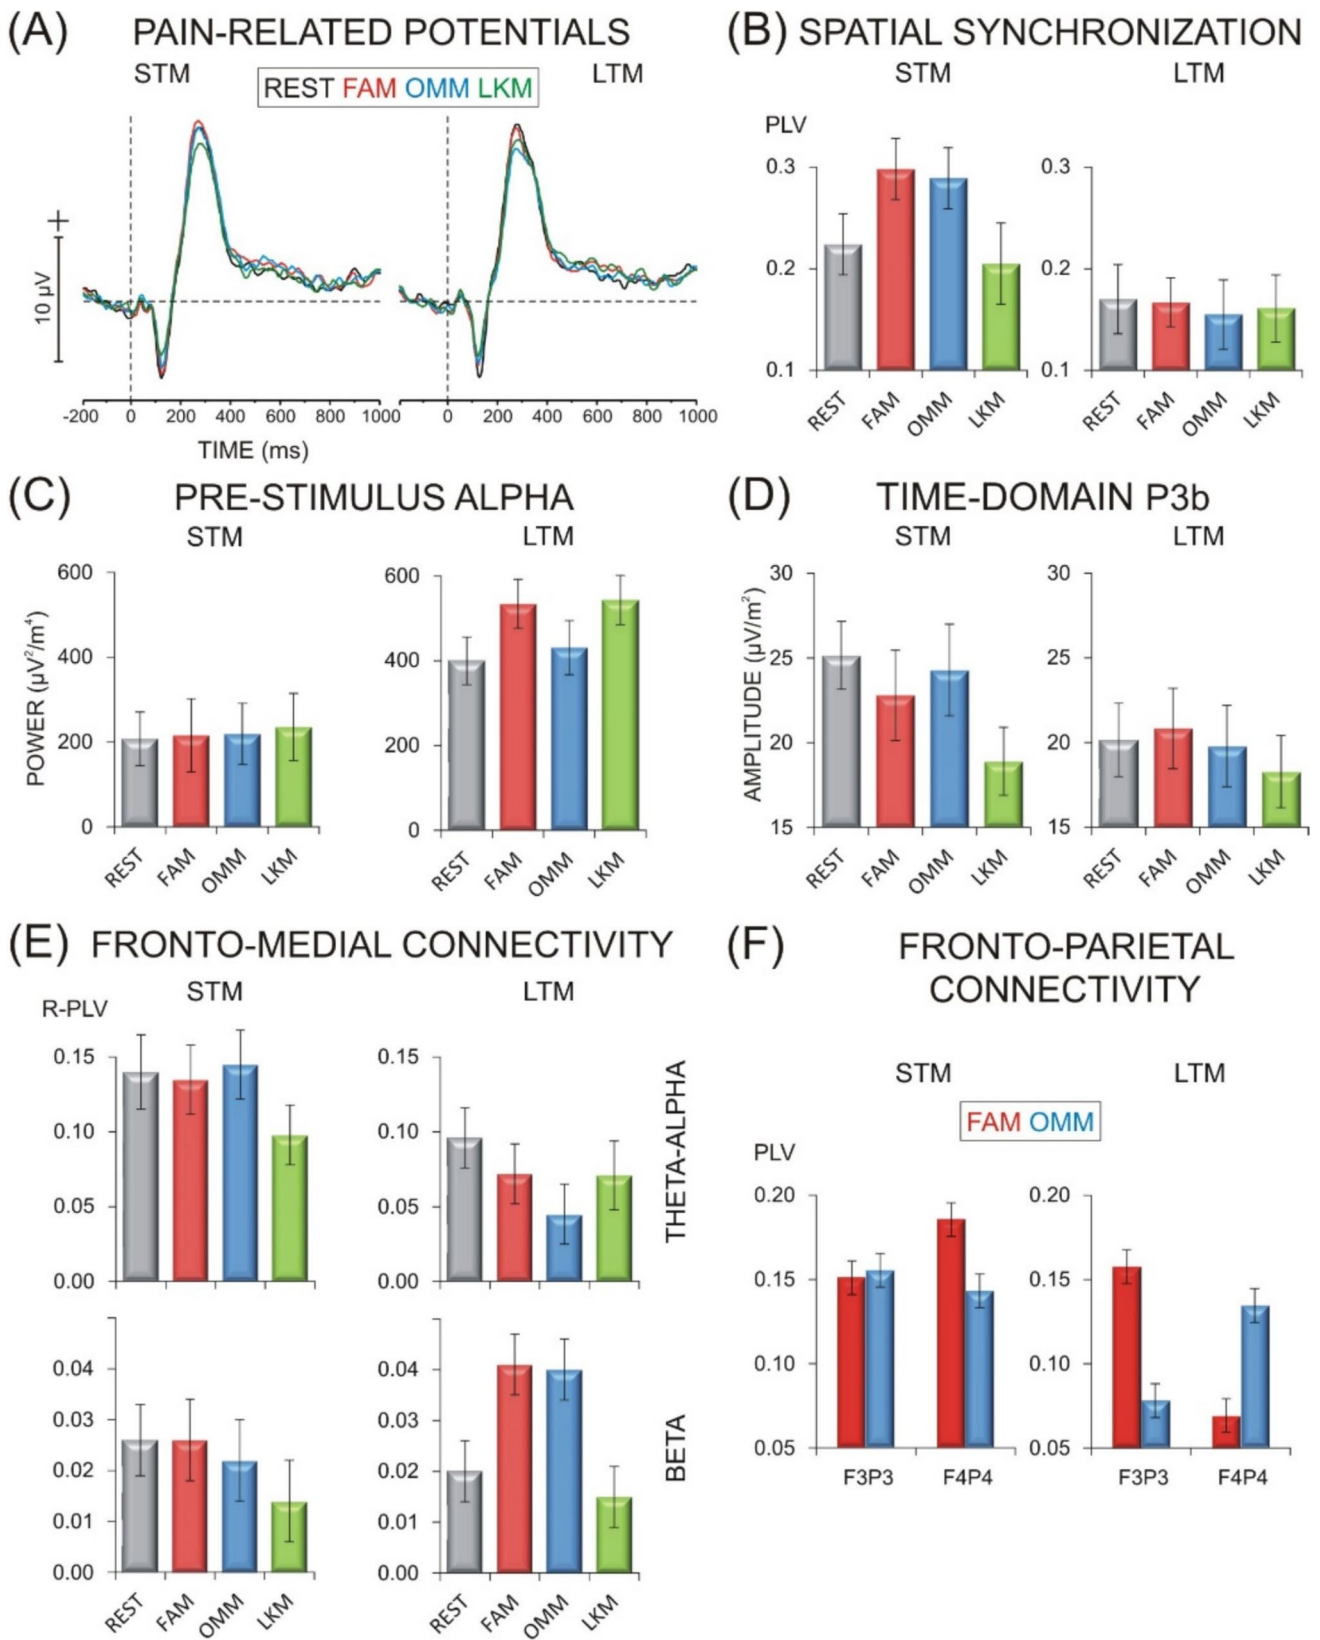 (A) PAIN-RELATED POTENTIALS
STM LTM
REST FAM OMM LKM
+
10 µV
-200 0 200 400 600 800 1000 0 200 400 600 800 1000
TIME (ms)
(B) SPATIAL SYNCHRONIZATION
STM LTM
PLV
0.3 0.3
0.2 0.2
0.1 0.1
REST FAM OMM LKM REST FAM OMM LKM
(C) PRE-STIMULUS ALPHA
STM LTM
POWER (µV²/m⁴)
600 600
400 400
200 200
0 0
REST FAM OMM LKM REST FAM OMM LKM
(D) TIME-DOMAIN P3b
STM LTM
AMPLITUDE (µV/m²)
30 30
25 25
20 20
15 15
REST FAM OMM LKM REST FAM OMM LKM
(E) FRONTO-MEDIAL CONNECTIVITY
STM LTM
R-PLV
0.15 0.15
0.10 0.10
0.05 0.05
0.00 0.00
THETA-ALPHA
0.04 0.04
0.03 0.03
0.02 0.02
0.01 0.01
0.00 0.00
BETA
REST FAM OMM LKM REST FAM OMM LKM
(F) FRONTO-PARIETAL
CONNECTIVITY
STM LTM
FAM OMM
PLV
0.20 0.20
0.15 0.15
0.10 0.10
0.05 0.05
F3P3 F4P4 F3P3 F4P4